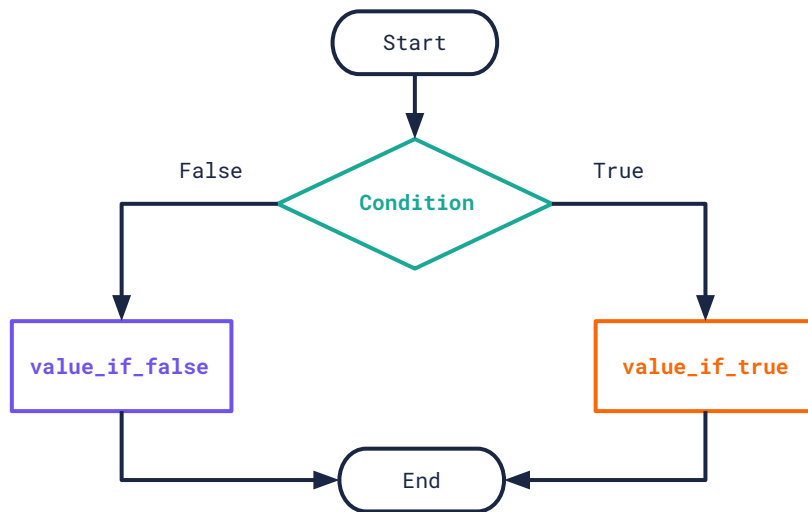 Start
False
True
Condition
value_if_false
value_if_true
End